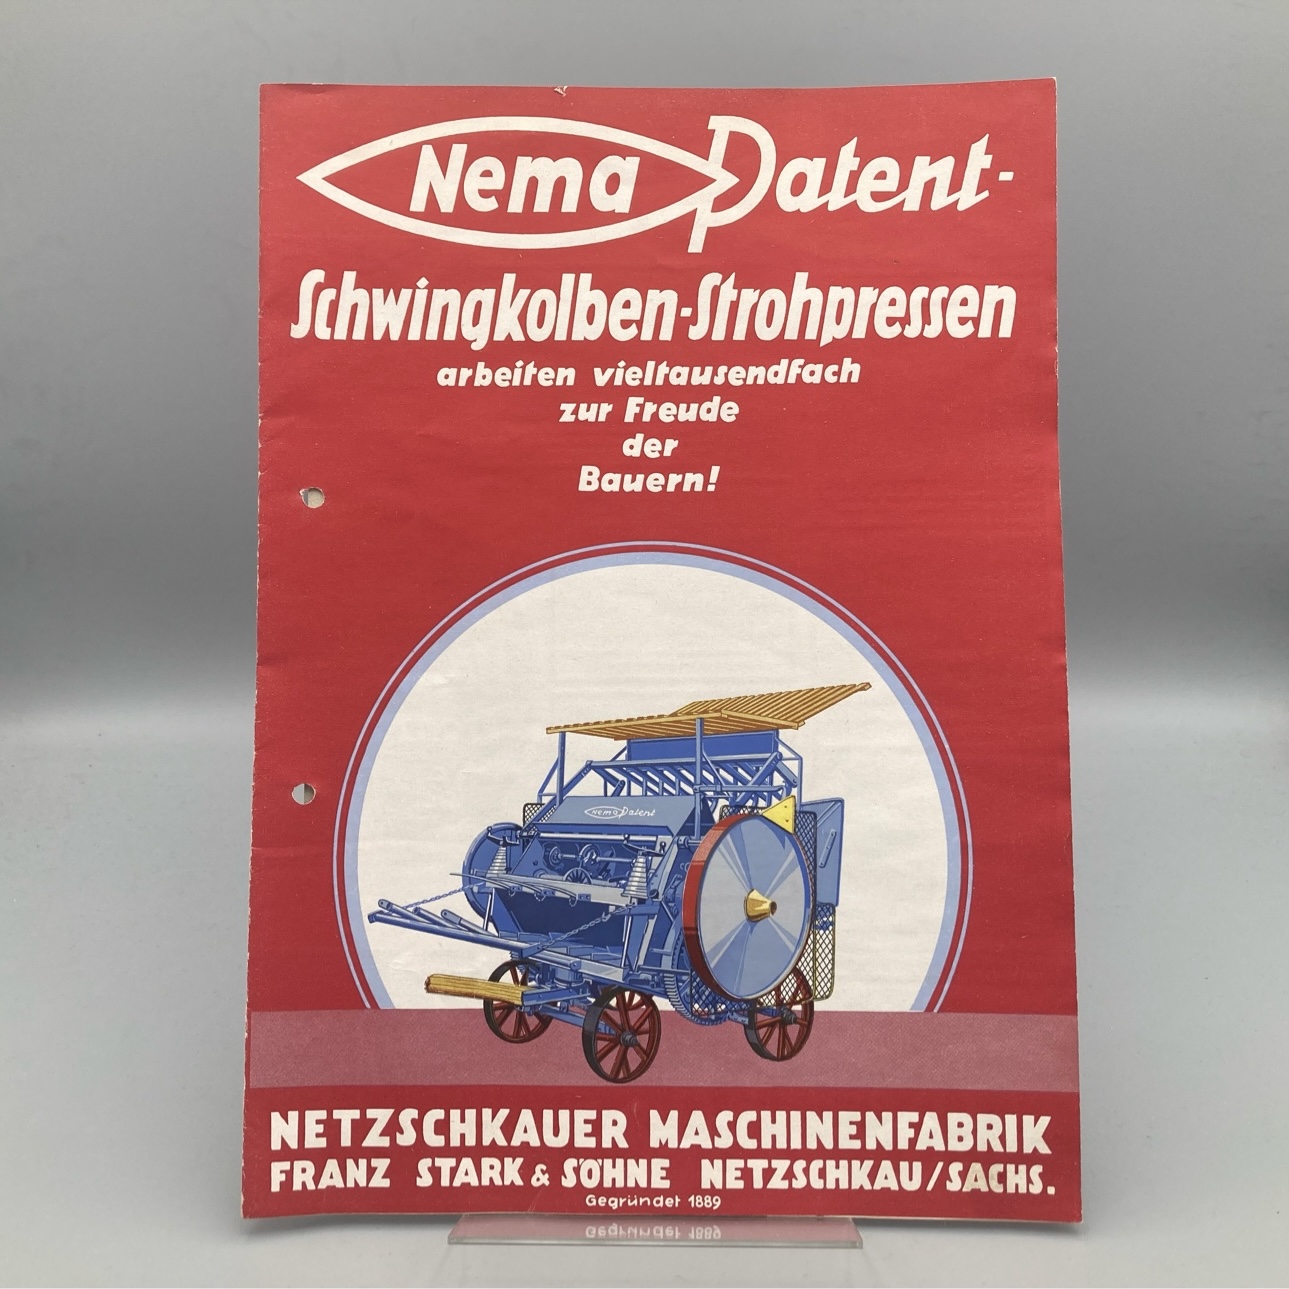 Nema Patent-
Schwingkolben-Strohpressen
arbeiten vieltausendfach
zur Freude
der
Bauern!
Nema Patent
NETZSCHKAUER MASCHINENFABRIK
FRANZ STARK & SÖHNE NETZSCHKAU/SACHS.
Gegründet 1889